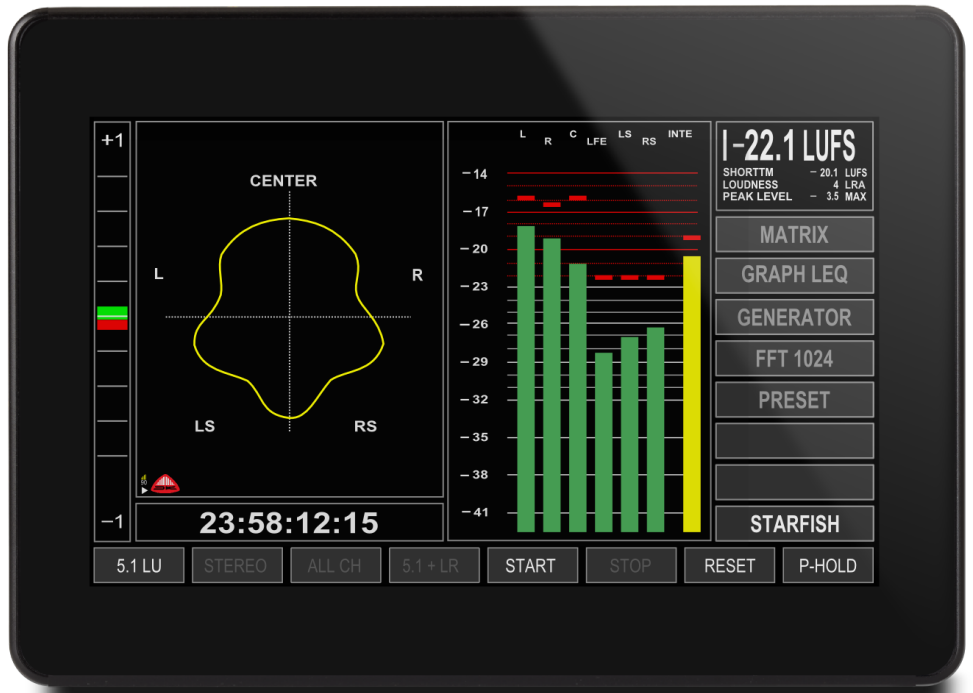 +1
CENTER
L
R
LS
RS
−1
23:58:12:15
L R C LFE LS RS INTE
−14
−17
−20
−23
−26
−29
−32
−35
−38
−41
I−22.1 LUFS
SHORTTM − 20.1 LUFS
LOUDNESS 4 LRA
PEAK LEVEL − 3.5 MAX
MATRIX
GRAPH LEQ
GENERATOR
FFT 1024
PRESET
STARFISH
5.1 LU STEREO ALL CH 5.1 + LR START STOP RESET P-HOLD